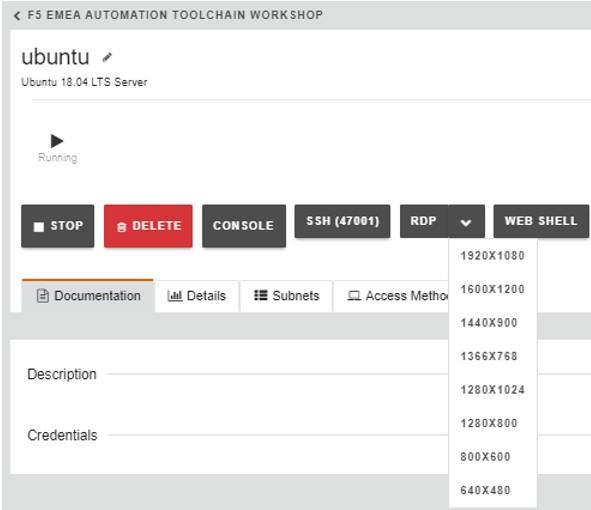 F5 EMEA AUTOMATION TOOLCHAIN WORKSHOP
ubuntu
Ubuntu 18.04 LTS Server
Running
STOP DELETE CONSOLE SSH (47001) RDP WEB SHELL
1920X1080
1600X1200
1440X900
1366X768
1280X1024
1280X800
800X600
640X480
Documentation Details Subnets Access Metho
Description
Credentials